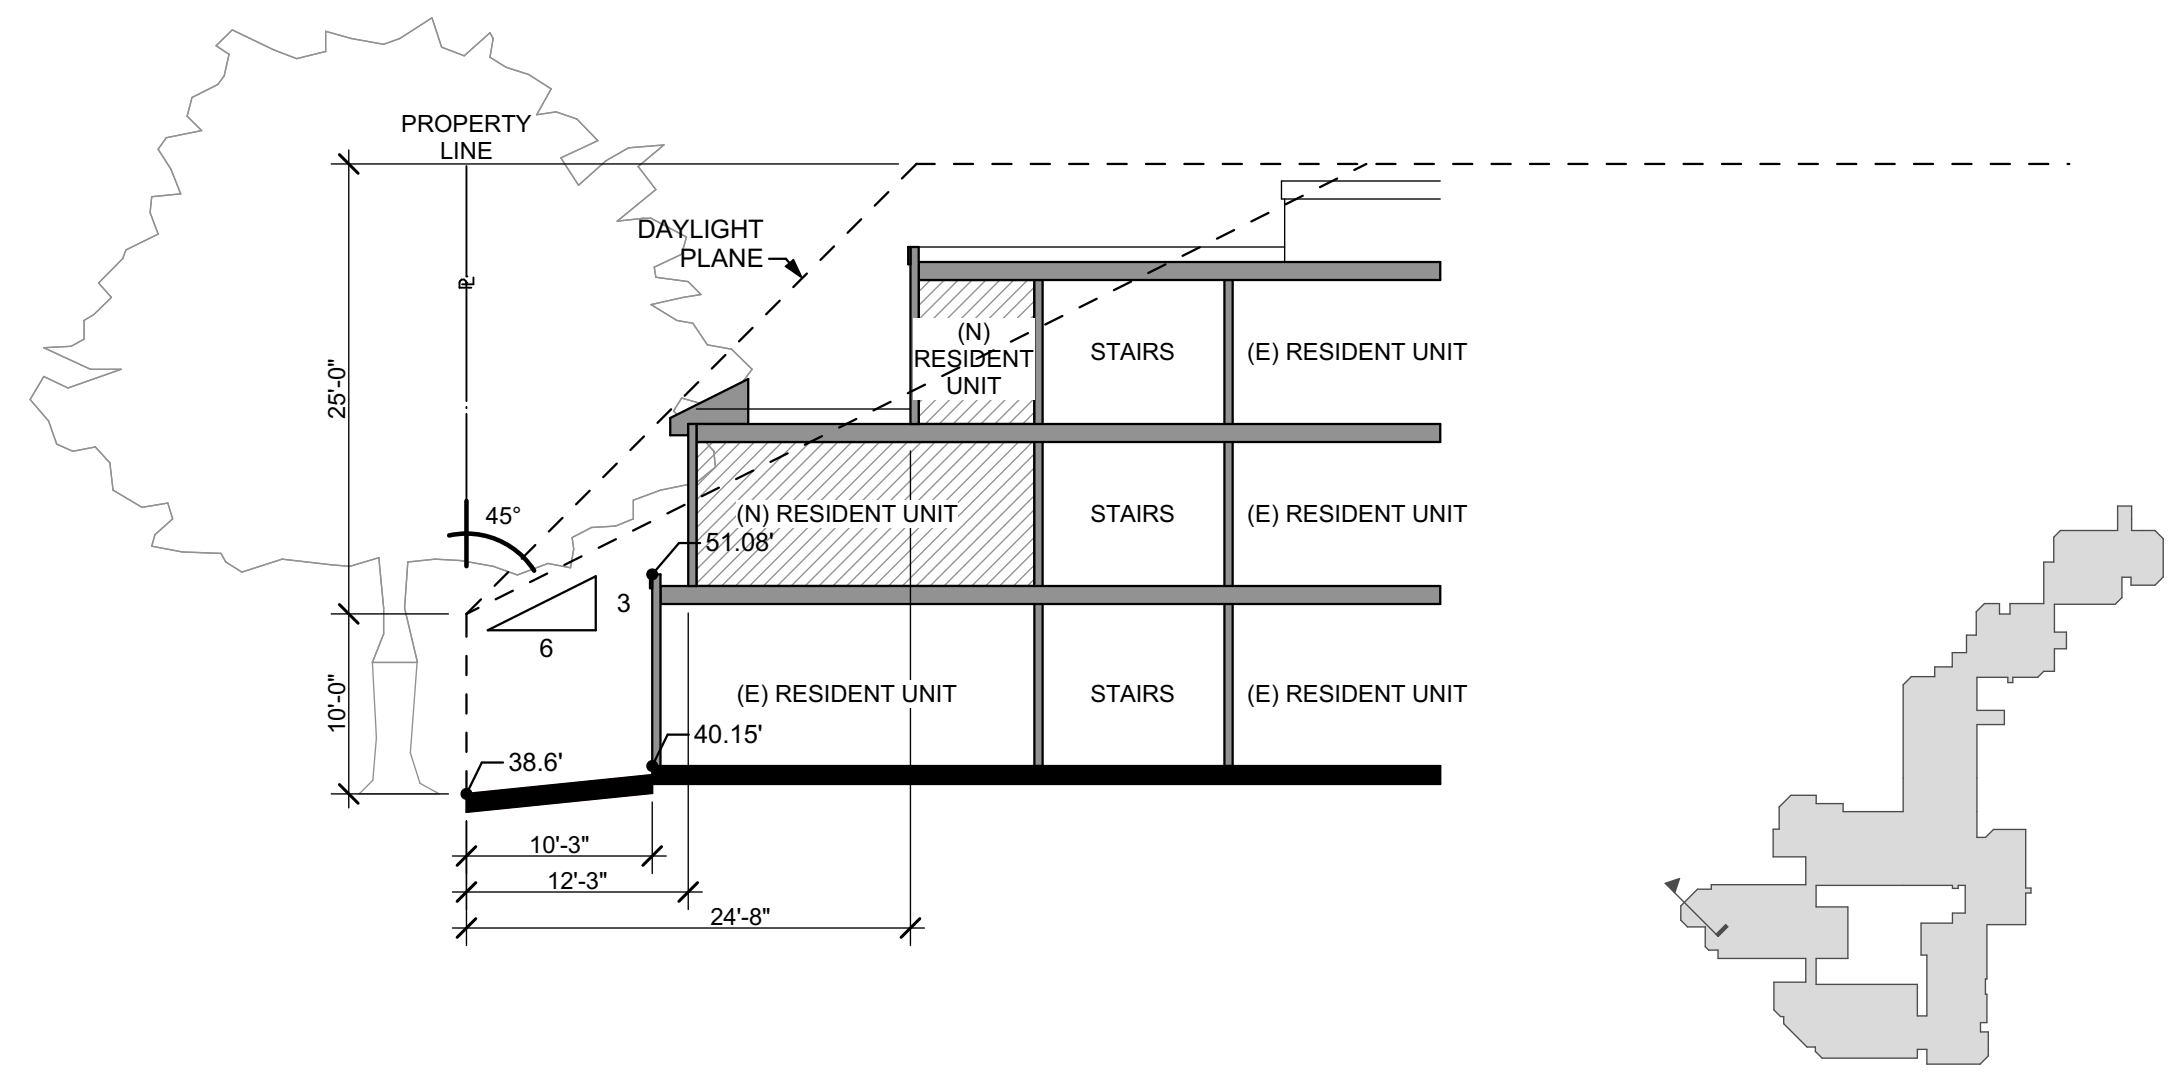 PROPERTY
LINE
℄
DAYLIGHT
PLANE
25'-0"
45°
(N)
RESIDENT
UNIT
STAIRS
(E) RESIDENT UNIT
(N) RESIDENT UNIT
STAIRS
(E) RESIDENT UNIT
51.08'
3
6
10'-0"
(E) RESIDENT UNIT
STAIRS
(E) RESIDENT UNIT
40.15'
38.6'
10'-3"
12'-3"
24'-8"